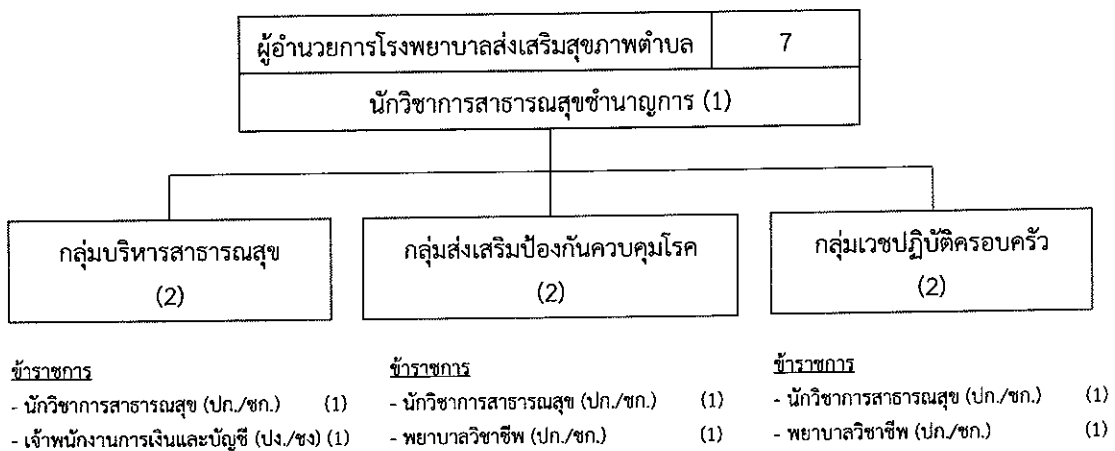 ผู้อำนวยการโรงพยาบาลส่งเสริมสุขภาพตำบล 7
นักวิชาการสาธารณสุขชำนาญการ (1)
กลุ่มบริหารสาธารณสุข
(2)
กลุ่มส่งเสริมป้องกันควบคุมโรค
(2)
กลุ่มเวชปฏิบัติครอบครัว
(2)
ข้าราชการ
- นักวิชาการสาธารณสุข (ปก./ชก.) (1)
- เจ้าพนักงานการเงินและบัญชี (ปง./ชง) (1)
ข้าราชการ
- นักวิชาการสาธารณสุข (ปก./ชก.) (1)
- พยาบาลวิชาชีพ (ปก./ชก.) (1)
ข้าราชการ
- นักวิชาการสาธารณสุข (ปก./ชก.) (1)
- พยาบาลวิชาชีพ (ปก./ชก.) (1)